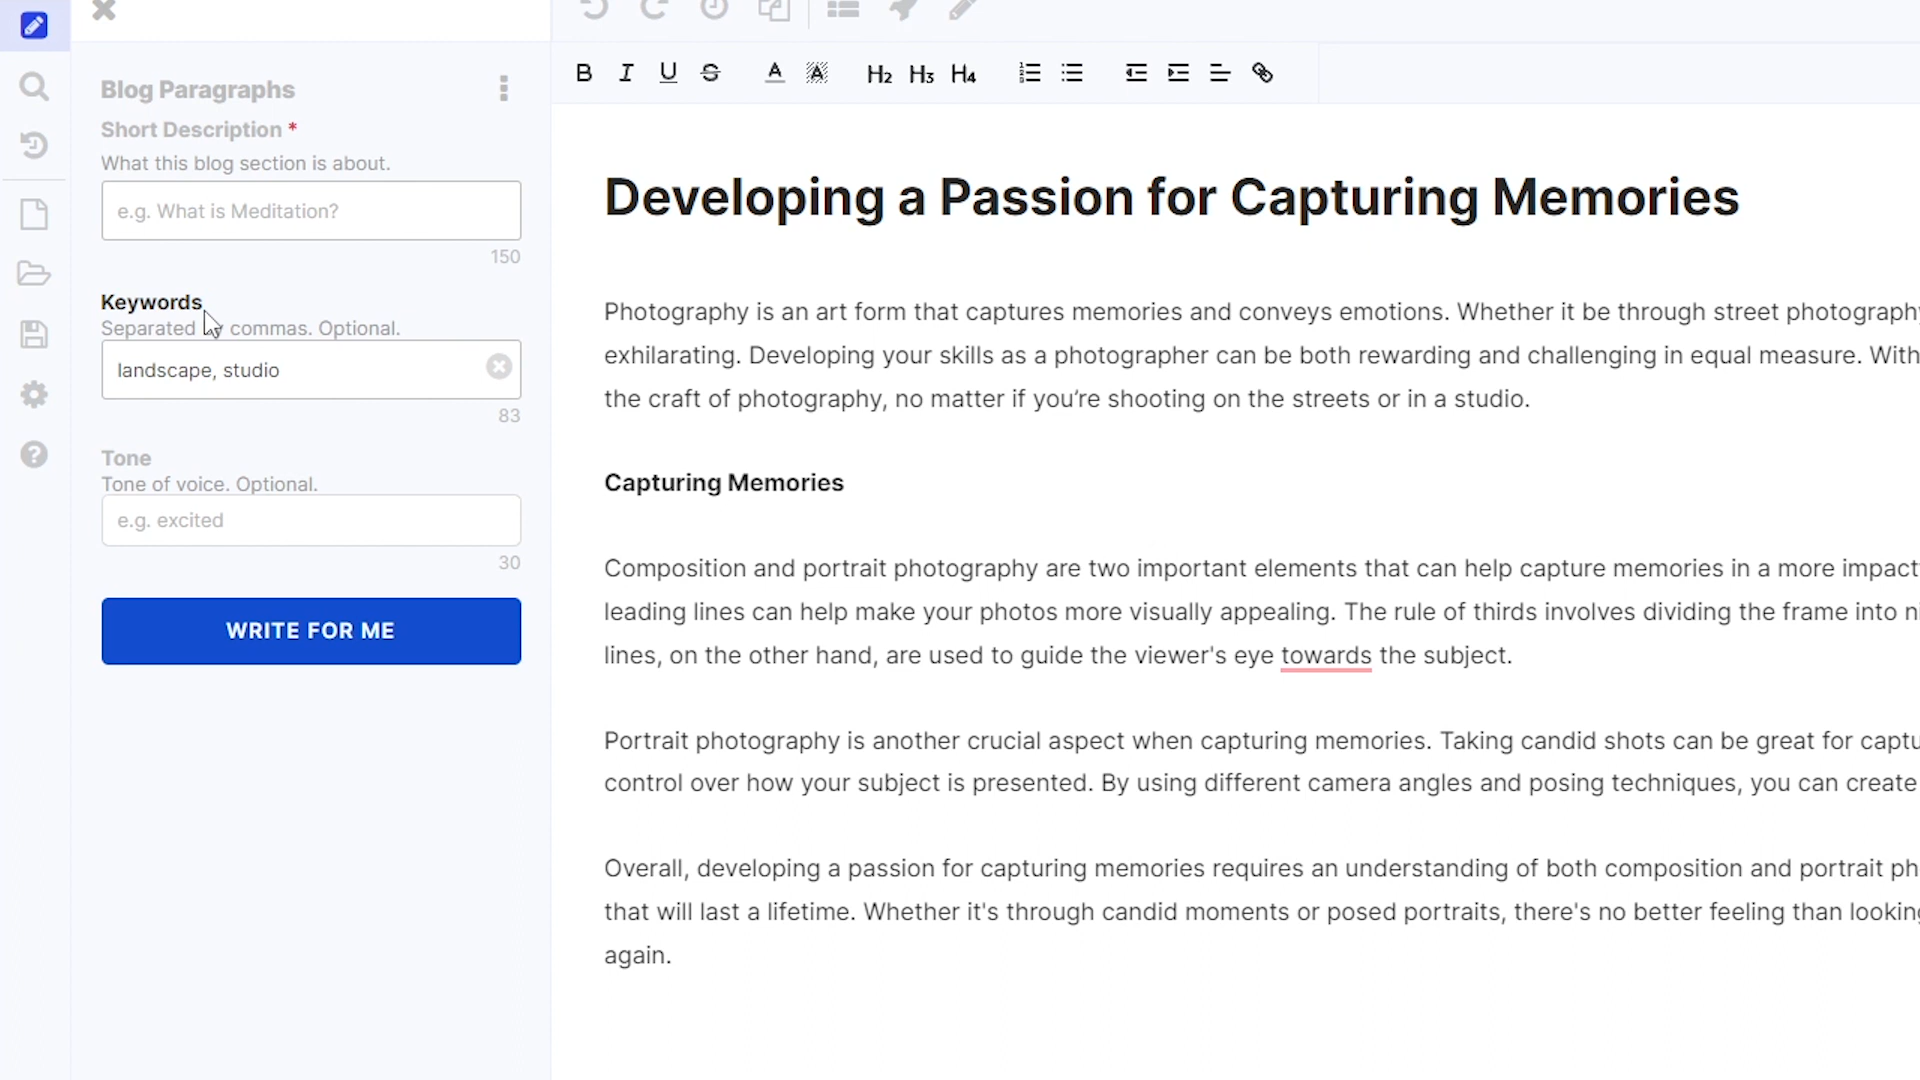 Blog Paragraphs
Short Description *
What this blog section is about.
e.g. What is Meditation?
150
Keywords
Separated commas. Optional.
landscape, studio
83
Tone
Tone of voice. Optional.
e.g. excited
30
WRITE FOR ME
B I U S A A H2 H3 H4
Developing a Passion for Capturing Memories
Photography is an art form that captures memories and conveys emotions. Whether it be through street photography
exhilarating. Developing your skills as a photographer can be both rewarding and challenging in equal measure. With
the craft of photography, no matter if you’re shooting on the streets or in a studio.
Capturing Memories
Composition and portrait photography are two important elements that can help capture memories in a more impact
leading lines can help make your photos more visually appealing. The rule of thirds involves dividing the frame into ni
lines, on the other hand, are used to guide the viewer's eye towards the subject.
Portrait photography is another crucial aspect when capturing memories. Taking candid shots can be great for captu
control over how your subject is presented. By using different camera angles and posing techniques, you can create
Overall, developing a passion for capturing memories requires an understanding of both composition and portrait ph
that will last a lifetime. Whether it's through candid moments or posed portraits, there's no better feeling than looking
again.